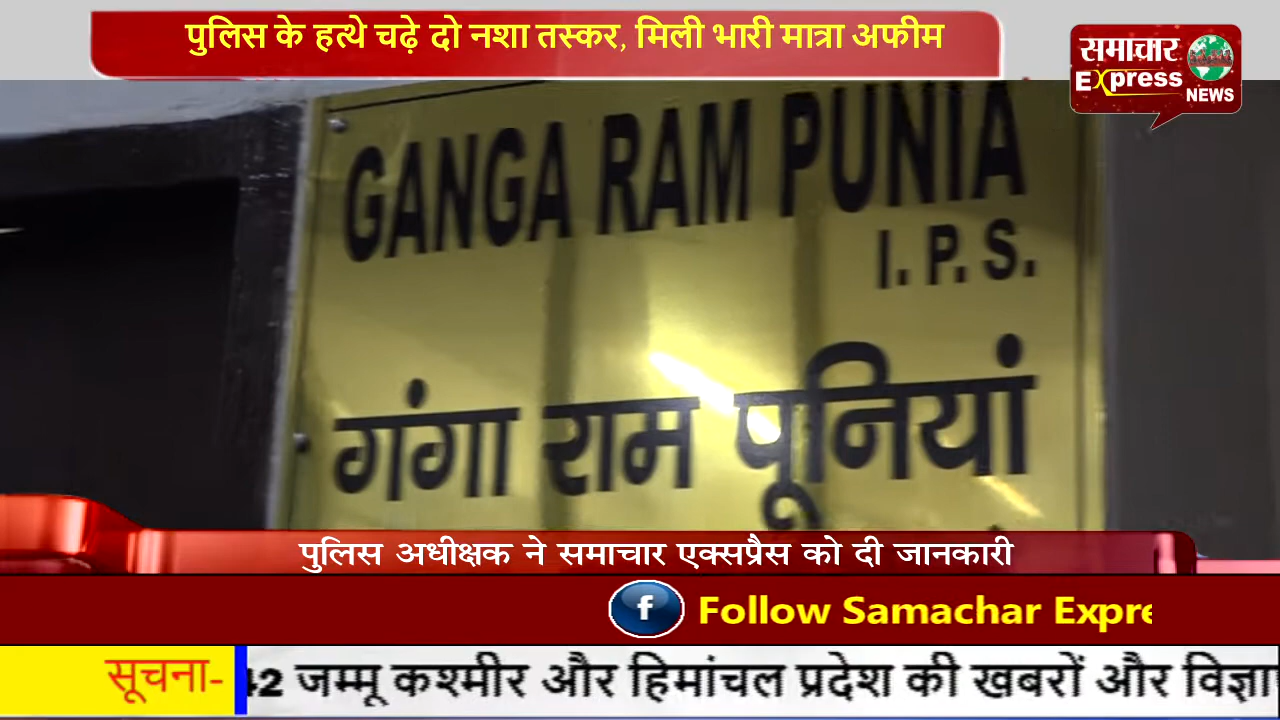 पुलिस के हत्थे चढ़े दो नशा तस्कर, मिली भारी मात्रा अफीम
समाचार
Express
NEWS
GANGA RAM PUNIA
I. P. S.
गंगा राम पूनियां
पुलिस अधीक्षक ने समाचार एक्सप्रैस को दी जानकारी
f Follow Samachar Expre
सूचना- 42 जम्मू कश्मीर और हिमांचल प्रदेश की खबरों और विज्ञा